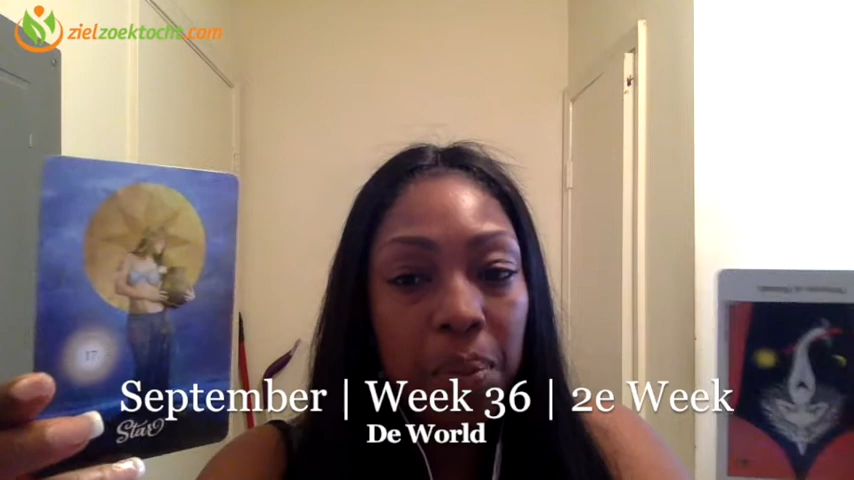 zielzoektocht.com
17
Star
September | Week 36 | 2e Week
De World